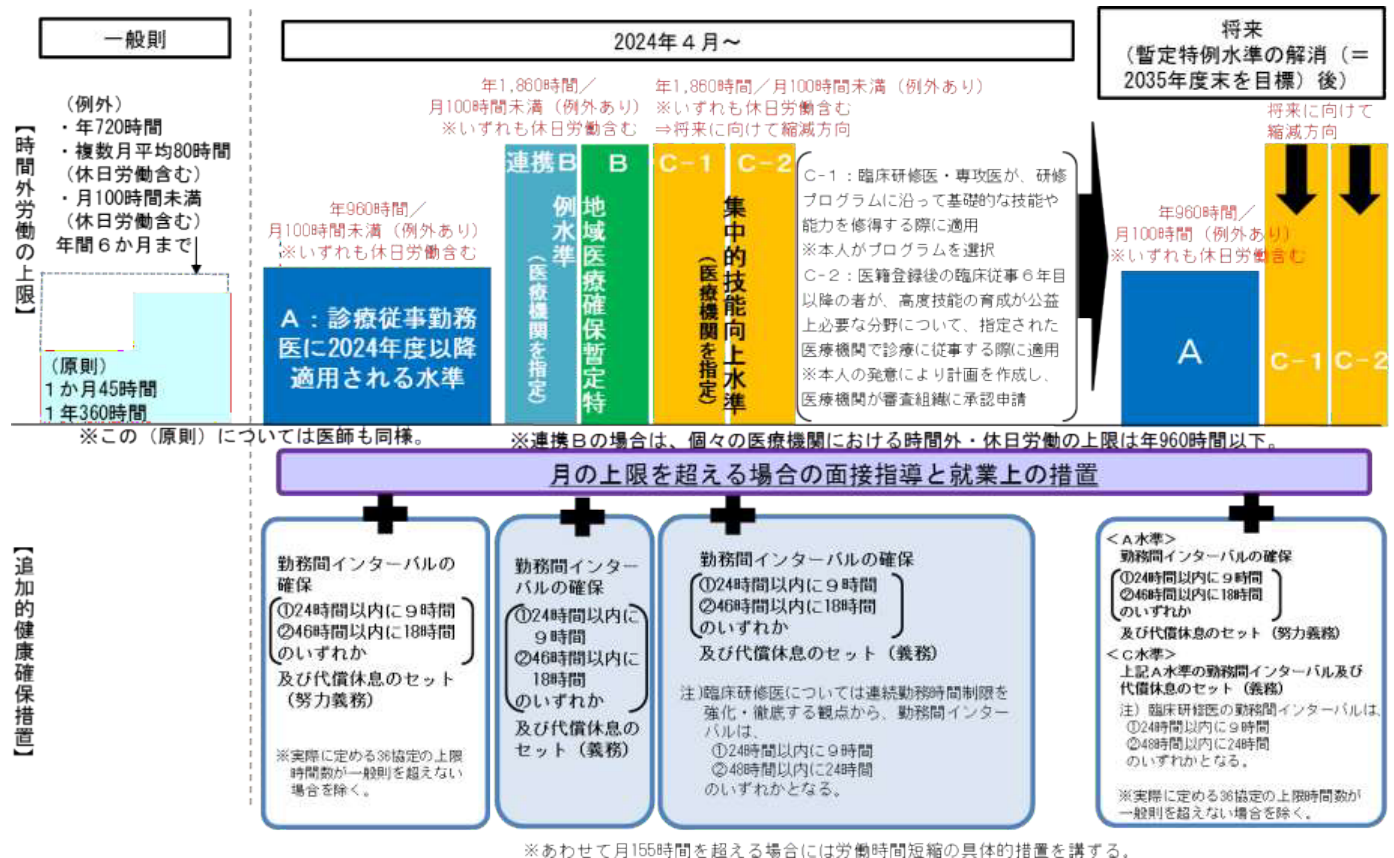 一般則
2024年４月～
将来
（暫定特例水準の解消（＝
2035年度末を目標）後）
【時間外労働の上限】
（例外）
・年720時間
・複数月平均80時間
（休日労働含む）
・月100時間未満
（休日労働含む）
年間６か月まで
（原則）
１か月45時間
１年360時間
※この（原則）については医師も同様。
年960時間／
月100時間未満（例外あり）
※いずれも休日労働含む
Ａ：診療従事勤務
医に2024年度以降
適用される水準
年1,860時間／
月100時間未満（例外あり）
※いずれも休日労働含む
連携Ｂ
Ｂ
地域医療確保暫定特
例水準
（医療機関を指定）
年1,860時間／月100時間未満（例外あり）
※いずれも休日労働含む
⇒将来に向けて縮減方向
Ｃ-１
Ｃ-２
集中的技能向上水準
（医療機関を指定）
Ｃ-１：臨床研修医・専攻医が、研修
プログラムに沿って基礎的な技能や
能力を修得する際に適用
※本人がプログラムを選択
Ｃ-２：医籍登録後の臨床従事６年目
以降の者が、高度技能の育成が公益
上必要な分野について、指定された
医療機関で診療に従事する際に適用
※本人の発意により計画を作成し、
医療機関が審査組織に承認申請
※連携Ｂの場合は、個々の医療機関における時間外・休日労働の上限は年960時間以下。
年960時間／
月100時間（例外あり）
※いずれも休日労働含む
Ａ
将来に向けて
縮減方向
Ｃ-１
Ｃ-２
月の上限を超える場合の面接指導と就業上の措置
【追加的健康確保措置】
勤務間インターバルの
確保
①24時間以内に９時間
②46時間以内に18時間
のいずれか
及び代償休息のセット
（努力義務）
※実際に定める36協定の上限
時間数が一般則を超えない
場合を除く。
勤務間インター
バルの確保
①24時間以内に
９時間
②46時間以内に
18時間
のいずれか
及び代償休息の
セット（義務）
勤務間インターバルの確保
①24時間以内に９時間
②46時間以内に18時間
のいずれか
及び代償休息のセット（義務）
注）臨床研修医については連続勤務時間制限を
強化・徹底する観点から、勤務間インター
バルは、
①24時間以内に９時間
②48時間以内に24時間
のいずれかとなる。
＜Ａ水準＞
勤務間インターバルの確保
①24時間以内に９時間
②46時間以内に18時間
のいずれか
及び代償休息のセット（努力義務）
＜Ｃ水準＞
上記Ａ水準の勤務間インターバル及び
代償休息のセット（義務）
注）臨床研修医の勤務間インターバルは、
①24時間以内に９時間
②48時間以内に24時間
のいずれかとなる。
※実際に定める36協定の上限時間数が
一般則を超えない場合を除く。
※あわせて月155時間を超える場合には労働時間短縮の具体的措置を講ずる。